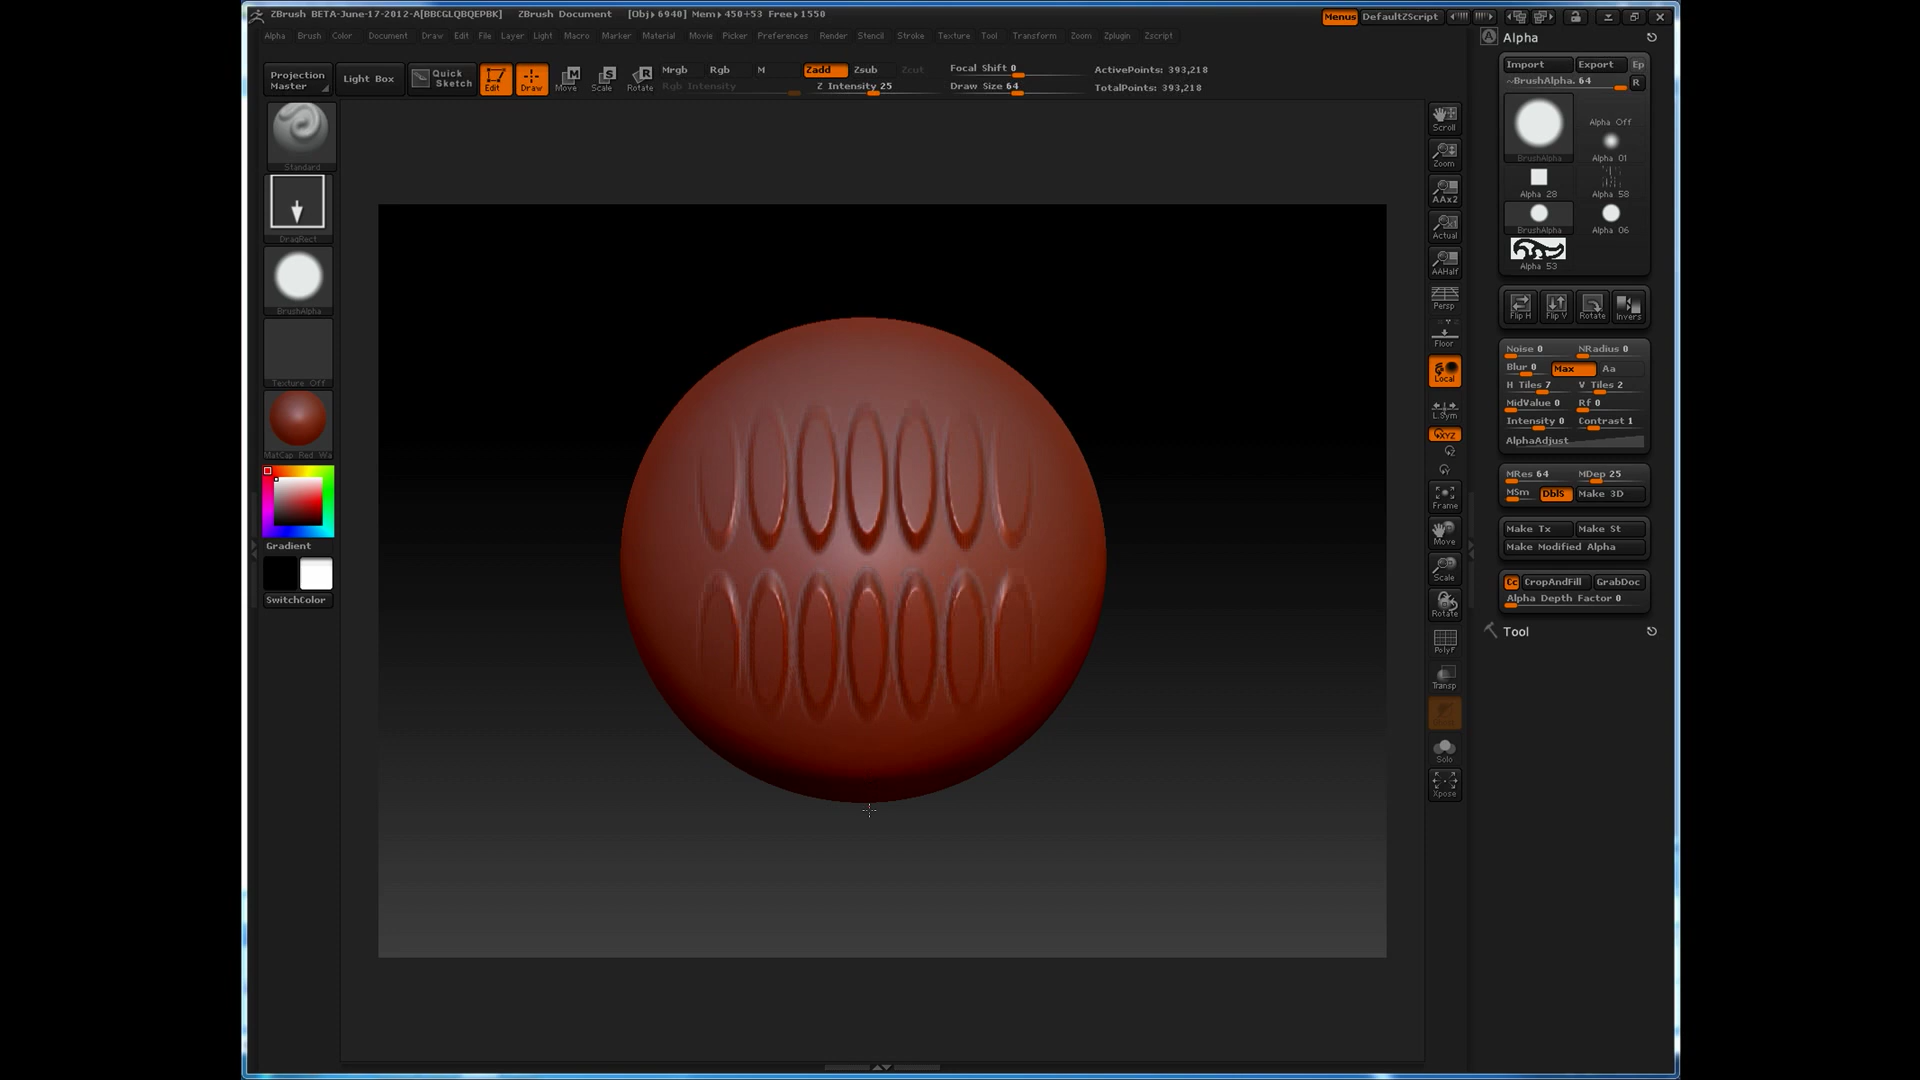 ZBrush BETA-June-17-2012-A[BBCGLQBQEPBK] ZBrush Document [Obj▸6940] Mem▸450+53 Free▸1550 Menus DefaultZScript
Alpha Brush Color Document Draw Edit File Layer Light Macro Marker Material Movie Picker Preferences Render Stencil Stroke Texture Tool Transform Zoom Zplugin Zscript
Projection Master
Light Box
Quick Sketch
Edit
Draw
Move
Scale
Rotate
Mrgb Rgb M
Rgb Intensity
Zadd Zsub Zcut
Z Intensity 25
Focal Shift 0
Draw Size 64
ActivePoints: 393,218
TotalPoints: 393,218
Standard
DragRect
BrushAlpha
Texture Off
MatCap Red Wa
Gradient
SwitchColor
Scroll
Zoom
AAx2
Actual
AAHalf
Persp
Floor
Local
L.Sym
XYZ
Frame
Move
Scale
Rotate
PolyF
Transp
Solo
Xpose
Alpha
Import Export Ep
~BrushAlpha. 64 R
BrushAlpha
Alpha Off
Alpha 01
Alpha 28 Alpha 58
BrushAlpha Alpha 06
Alpha 53
Flip H Flip V Rotate Invers
Noise 0 NRadius 0
Blur 0 Max Aa
H Tiles 7 V Tiles 2
MidValue 0 Rf 0
Intensity 0 Contrast 1
AlphaAdjust
MRes 64 MDep 25
MSm DblS Make 3D
Make Tx Make St
Make Modified Alpha
Cc CropAndFill GrabDoc
Alpha Depth Factor 0
Tool